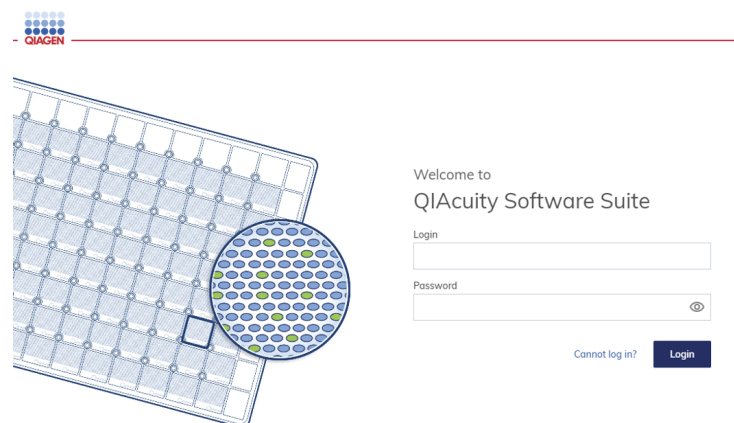 QIAGEN
Welcome to
QIAcuity Software Suite
Login
Password
Cannot log in?
Login